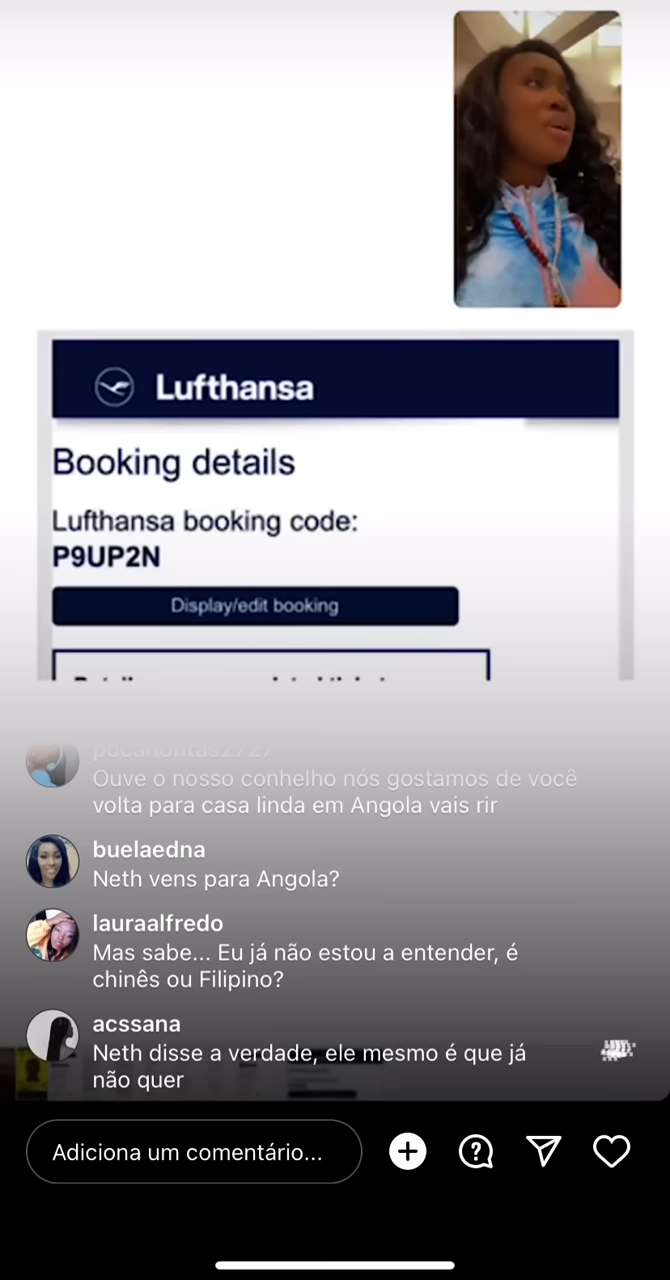 Lufthansa
Booking details
Lufthansa booking code:
P9UP2N
Display/edit booking
pocahontas2727
Ouve o nosso conhelho nós gostamos de você
volta para casa linda em Angola vais rir
buelaedna
Neth vens para Angola?
lauraalfredo
Mas sabe... Eu já não estou a entender, é
chinês ou Filipino?
acssana
Neth disse a verdade, ele mesmo é que já
não quer
Adiciona um comentário...